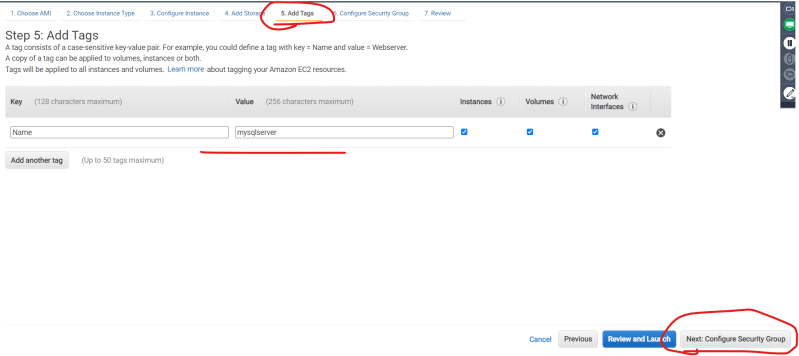 1. Choose AMI 2. Choose Instance Type 3. Configure Instance 4. Add Storage 5. Add Tags 6. Configure Security Group 7. Review
Step 5: Add Tags
A tag consists of a case-sensitive key-value pair. For example, you could define a tag with key = Name and value = Webserver.
A copy of a tag can be applied to volumes, instances or both.
Tags will be applied to all instances and volumes. Learn more about tagging your Amazon EC2 resources.
Key (128 characters maximum) Value (256 characters maximum) Instances Volumes Network Interfaces
Name mysqlserver
Add another tag (Up to 50 tags maximum)
Cancel Previous Review and Launch Next: Configure Security Group